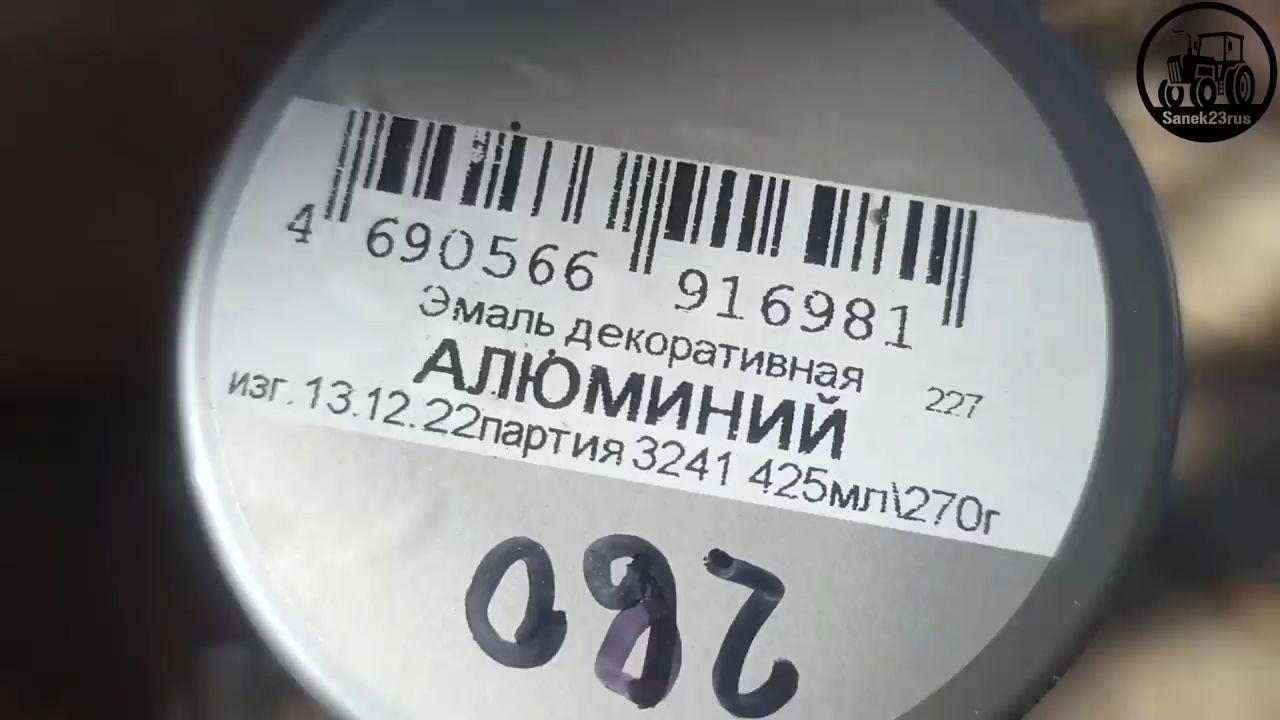 Sanek23rus
4 690566 916981
Эмаль декоративная
АЛЮМИНИЙ 227
изг. 13.12.22партия 3241 425мл\270г
280